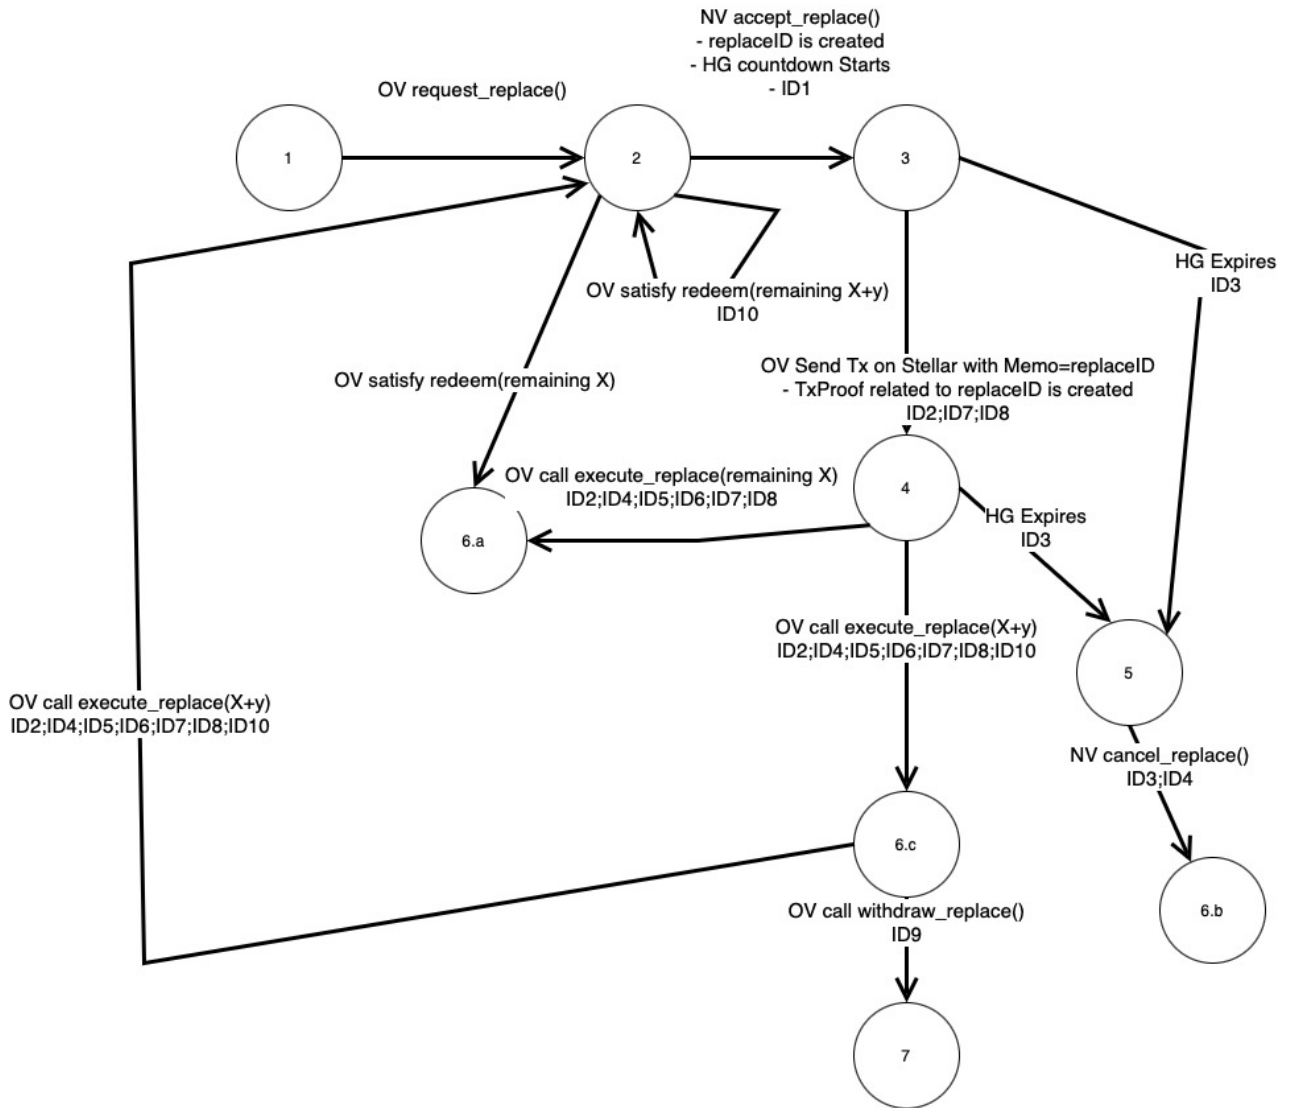 NV accept_replace()
- replaceID is created
- HG countdown Starts
- ID1
OV request_replace()
1
2
3
HG Expires
ID3
OV satisfy redeem(remaining X+y)
ID10
OV Send Tx on Stellar with Memo=replaceID
- TxProof related to replaceID is created
ID2;ID7;ID8
OV satisfy redeem(remaining X)
OV call execute_replace(remaining X)
ID2;ID4;ID5;ID6;ID7;ID8
4
HG Expires
ID3
6.a
OV call execute_replace(X+y)
ID2;ID4;ID5;ID6;ID7;ID8;ID10
5
OV call execute_replace(X+y)
ID2;ID4;ID5;ID6;ID7;ID8;ID10
NV cancel_replace()
ID3;ID4
6.c
OV call withdraw_replace()
ID9
6.b
7